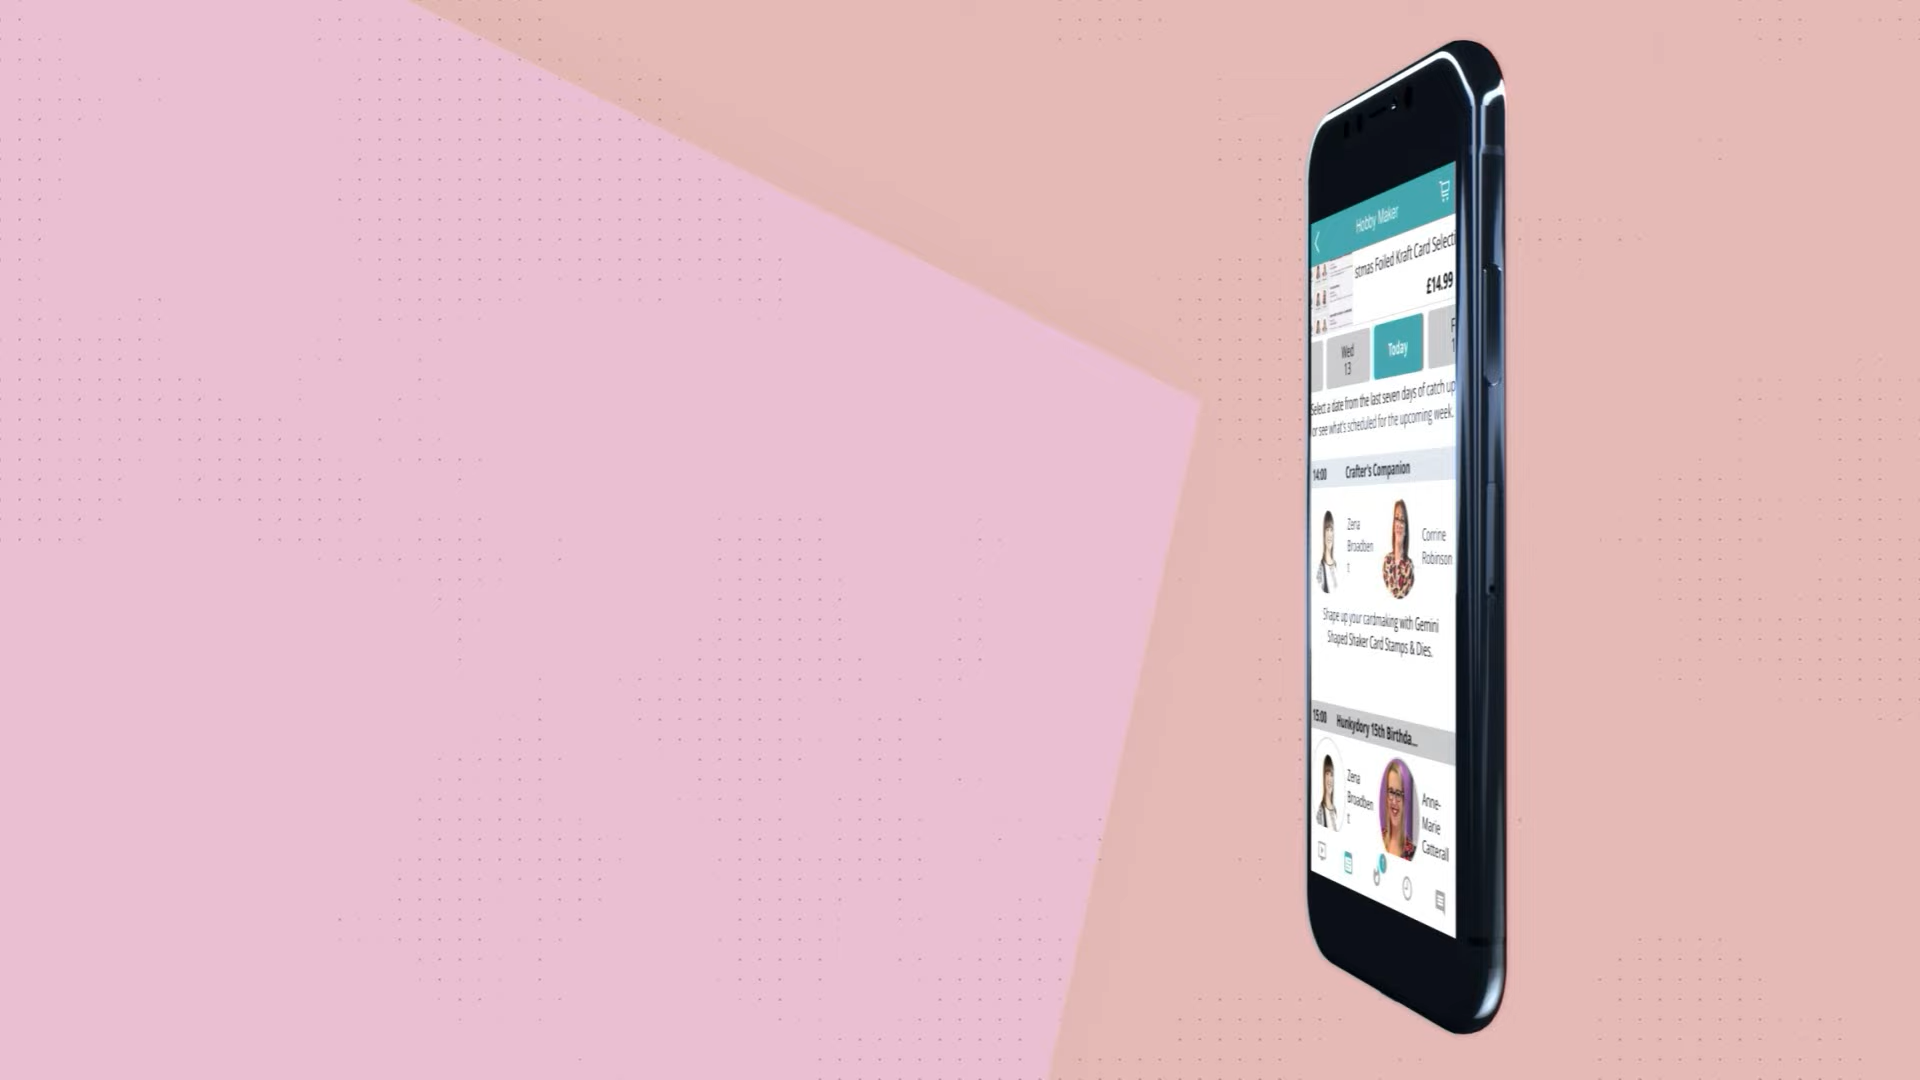 Hobby Maker
stmas Foiled Kraft Card Selecti
£14.99
Wed
13
Today
F
1
Select a date from the last seven days of catch up
or see what's scheduled for the upcoming week.
14:00 Crafter's Companion
Zena
Broadben
t
Corrine
Robinson
Shape up your cardmaking with Gemini
Shaped Shaker Card Stamps & Dies.
15:00 Hunkydory 15th Birthda...
Zena
Broadben
t
Anne-
Marie
Catterall